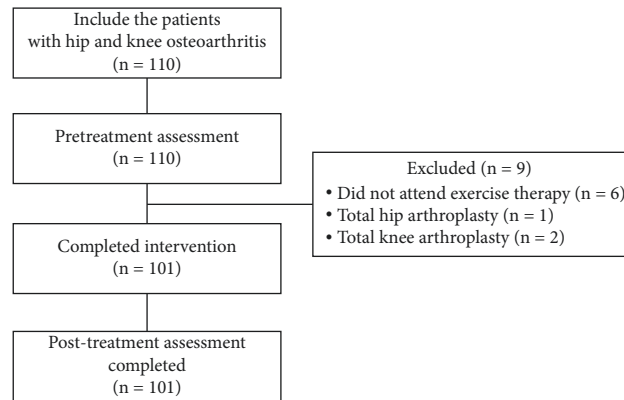 Include the patients
with hip and knee osteoarthritis
(n = 110)
Pretreatment assessment
(n = 110)
Excluded (n = 9)
• Did not attend exercise therapy (n = 6)
• Total hip arthroplasty (n = 1)
• Total knee arthroplasty (n = 2)
Completed intervention
(n = 101)
Post-treatment assessment
completed
(n = 101)